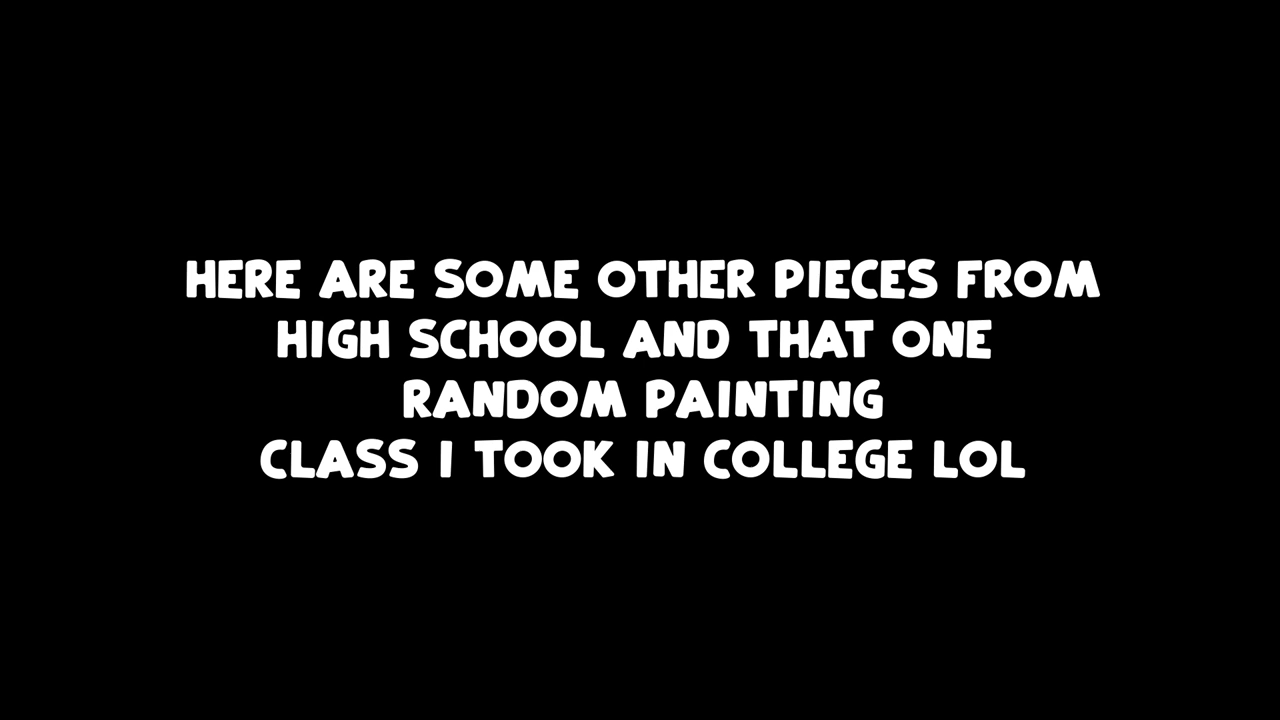 HERE ARE SOME OTHER PIECES FROM
HIGH SCHOOL AND THAT ONE
RANDOM PAINTING
CLASS I TOOK IN COLLEGE LOL